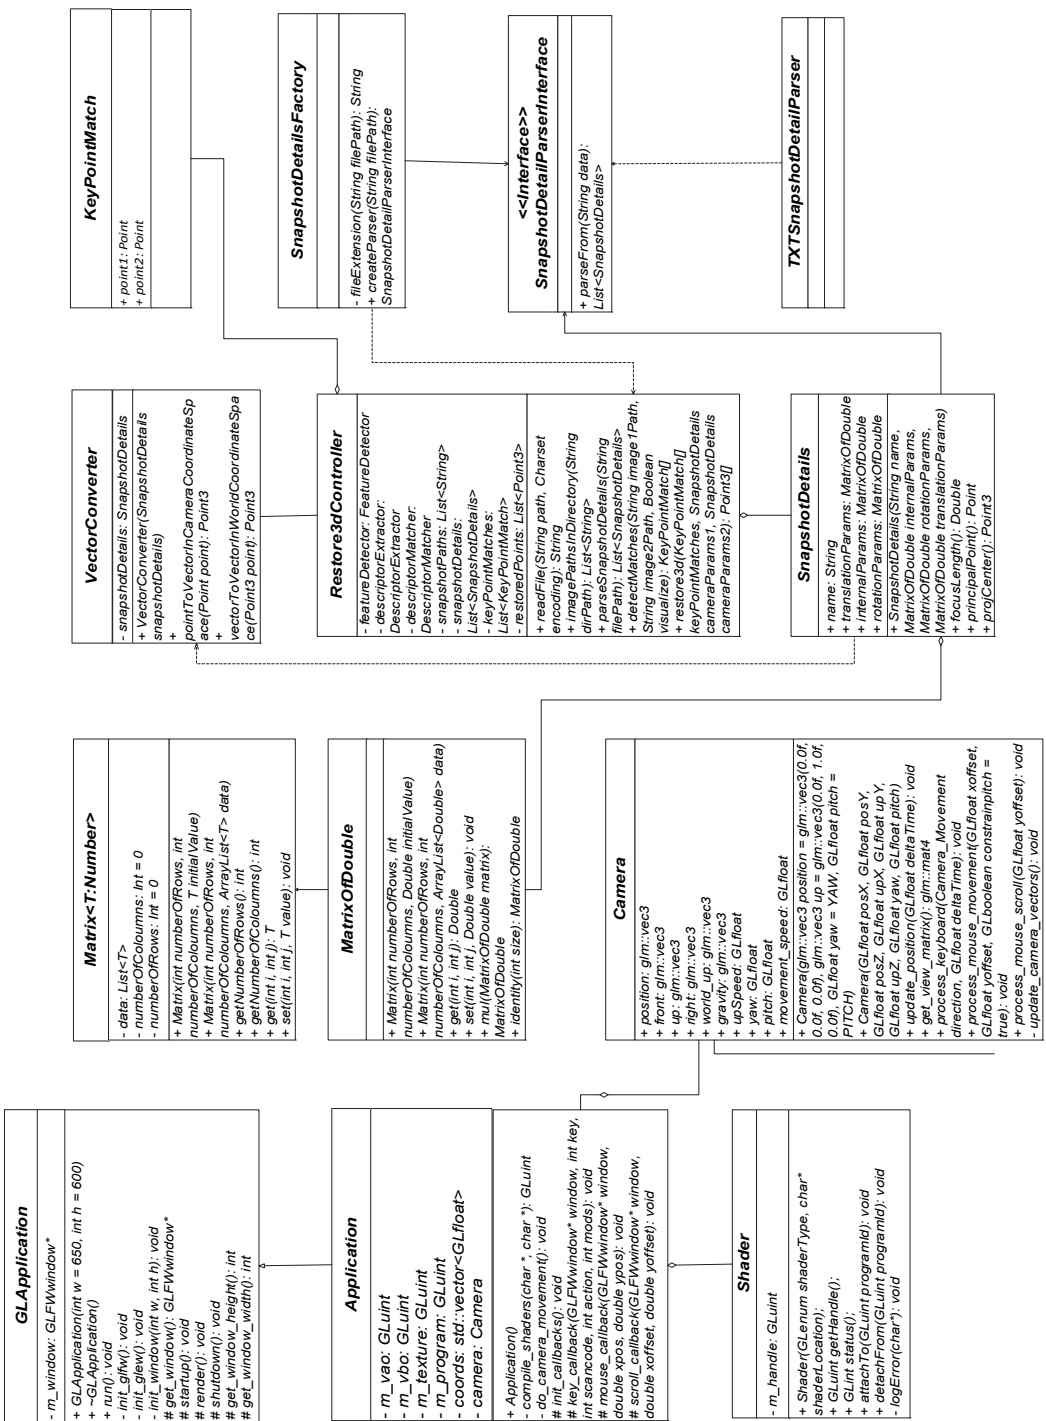 KeyPointMatch
+ point1: Point
+ point2: Point
SnapshotDetailsFactory
- fileExtension(String filePath): String
+ createParser(String filePath):
SnapshotDetailParserInterface
<<Interface>>
SnapshotDetailParserInterface
+ parseFrom(String data):
List<SnapshotDetails>
TXTSnapshotDetailParser
VectorConverter
- snapshotDetails: SnapshotDetails
+ VectorConverter(SnapshotDetails
snapshotDetails)
+
pointToVectorInCameraCoordinateSp
ace(Point point): Point3
+
vectorToVectorInWorldCoordinateSpa
ce(Point3 point): Point3
Restore3dController
- featureDetector: FeatureDetector
- descriptorExtractor:
DescriptorExtractor
- descriptorMatcher:
DescriptorMatcher
- snapshotPaths: List<String>
- snapshotDetails:
List<SnapshotDetails>
- keyPointMatches:
List<KeyPointMatch>
- restoredPoints: List<Point3>
+ readFile(String path, Charset
encoding): String
+ imagePathsInDirectory(String
dirPath): List<String>
+ parseSnapshotDetails(String
filePath): List<SnapshotDetails>
+ detectMatches(String image1Path,
String image2Path, Boolean
visualize): KeyPointMatch[]
+ restore3d(KeyPointMatch[]
keyPointMatches, SnapshotDetails
cameraParams1, SnapshotDetails
cameraParams2): Point3[]
SnapshotDetails
+ name: String
+ translationParams: MatrixOfDouble
+ internalParams: MatrixOfDouble
+ rotationParams: MatrixOfDouble
+ SnapshotDetails(String name,
MatrixOfDouble internalParams,
MatrixOfDouble rotationParams,
MatrixOfDouble translationParams)
+ focusLength(): Double
+ principalPoint(): Point
+ projCenter(): Point3
Matrix<T:Number>
- data: List<T>
- numberOfColoumns: Int = 0
- numberOfRows: Int = 0
+ Matrix(int numberOfRows, int
numberOfColoumns, T initialValue)
+ Matrix(int numberOfRows, int
numberOfColoumns, ArrayList<T> data)
+ getNumberOfRows(): int
+ getNumberOfColoumns(): int
+ get(int i, int j): T
+ set(int i, int j, T value): void
MatrixOfDouble
+ Matrix(int numberOfRows, int
numberOfColoumns, Double initialValue)
+ Matrix(int numberOfRows, int
numberOfColoumns, ArrayList<Double> data)
+ get(int i, int j): Double
+ set(int i, int j, Double value): void
+ mul(MatrixOfDouble matrix):
MatrixOfDouble
+ identity(int size): MatrixOfDouble
Camera
+ position: glm::vec3
+ front: glm::vec3
+ up: glm::vec3
+ right: glm::vec3
+ world_up: glm::vec3
+ gravity: glm::vec3
+ upSpeed: GLfloat
+ yaw: GLfloat
+ pitch: GLfloat
+ movement_speed: GLfloat
+ Camera(glm::vec3 position = glm::vec3(0.0f,
0.0f, 0.0f), glm::vec3 up = glm::vec3(0.0f, 1.0f,
0.0f), GLfloat yaw = YAW, GLfloat pitch =
PITCH)
+ Camera(GLfloat posX, GLfloat posY,
GLfloat posZ, GLfloat upX, GLfloat upY,
GLfloat upZ, GLfloat yaw, GLfloat pitch)
+ update_position(GLfloat deltaTime): void
+ get_view_matrix(): glm::mat4
+ process_keyboard(Camera_Movement
direction, GLfloat deltaTime): void
+ process_mouse_movement(GLfloat xoffset,
GLfloat yoffset, GLboolean constrainpitch =
true): void
+ process_mouse_scroll(GLfloat yoffset): void
- update_camera_vectors(): void
GLApplication
- m_window: GLFWwindow*
+ GLApplication(int w = 650, int h = 600)
+ ~GLApplication()
+ run(): void
- init_glfw(): void
- init_glew(): void
- init_window(int w, int h): void
# get_window(): GLFWwindow*
# startup(): void
# render(): void
# shutdown(): void
# get_window_height(): int
# get_window_width(): int
Application
- m_vao: GLuint
- m_vbo: GLuint
- m_texture: GLuint
- m_program: GLuint
- coords: std::vector<GLfloat>
- camera: Camera
+ Application()
- compile_shaders(char *, char *): GLuint
- do_camera_movement(): void
# init_callbacks(): void
# key_callback(GLFWwindow* window, int key,
int scancode, int action, int mods): void
# mouse_callback(GLFWwindow* window,
double xpos, double ypos): void
# scroll_callback(GLFWwindow* window,
double xoffset, double yoffset): void
Shader
- m_handle: GLuint
+ Shader(GLenum shaderType, char*
shaderLocation);
+ GLuint getHandle();
+ GLint status();
+ attachTo(GLuint programId): void
+ detachFrom(GLuint programId): void
- logError(char*): void